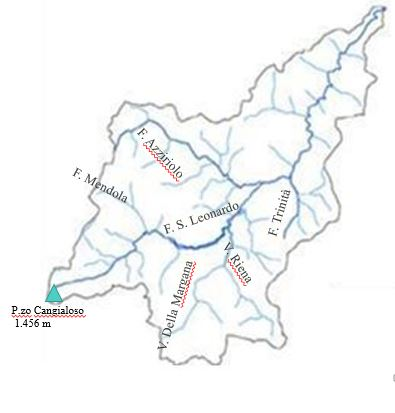 F. Azzariolo
F. Mendola
F. S. Leonardo
F. Trinità
V. Riena
V. Della Margana
P.zo Cangialoso
1.456 m